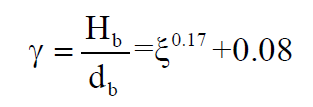 γ = H_b / d_b = ξ^0.17 + 0.08